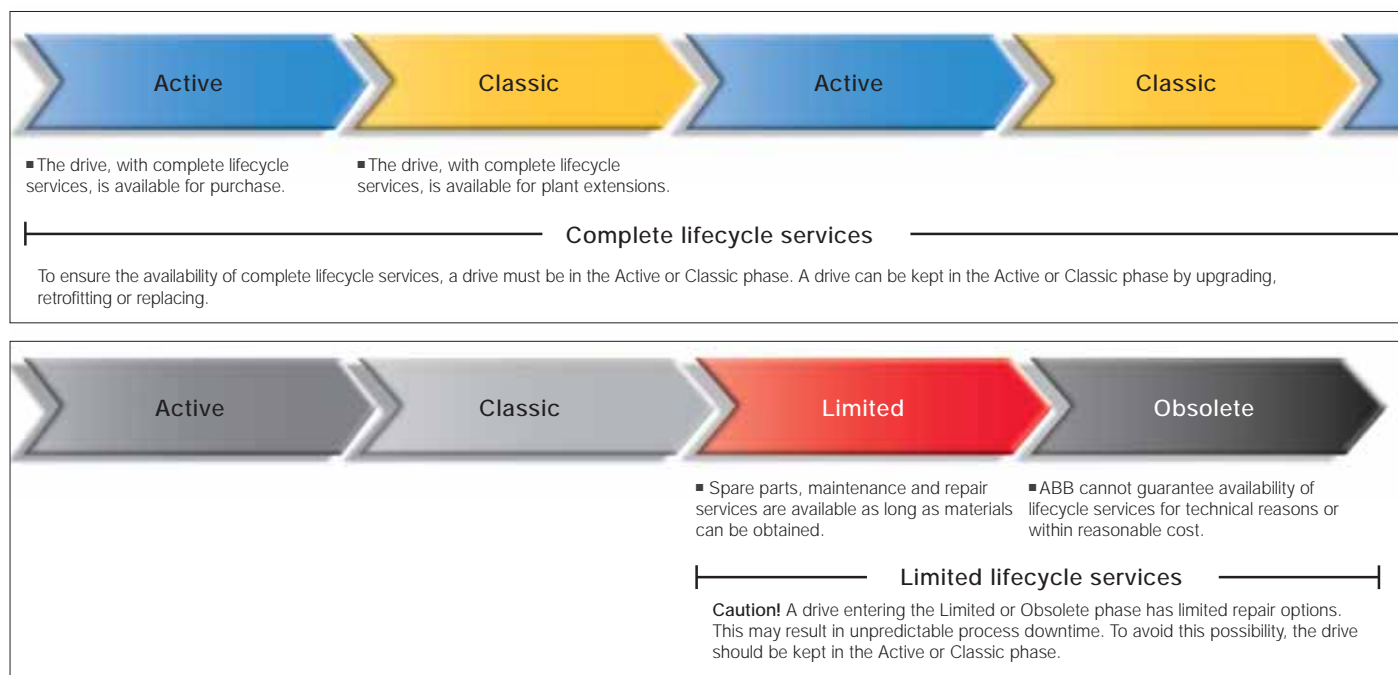 Active
Classic
Active
Classic
■ The drive, with complete lifecycle
services, is available for purchase.
■ The drive, with complete lifecycle
services, is available for plant extensions.
Complete lifecycle services
To ensure the availability of complete lifecycle services, a drive must be in the Active or Classic phase. A drive can be kept in the Active or Classic phase by upgrading,
retrofitting or replacing.
Active
Classic
Limited
Obsolete
■ Spare parts, maintenance and repair
services are available as long as materials
can be obtained.
■ ABB cannot guarantee availability of
lifecycle services for technical reasons or
within reasonable cost.
Limited lifecycle services
Caution! A drive entering the Limited or Obsolete phase has limited repair options.
This may result in unpredictable process downtime. To avoid this possibility, the drive
should be kept in the Active or Classic phase.